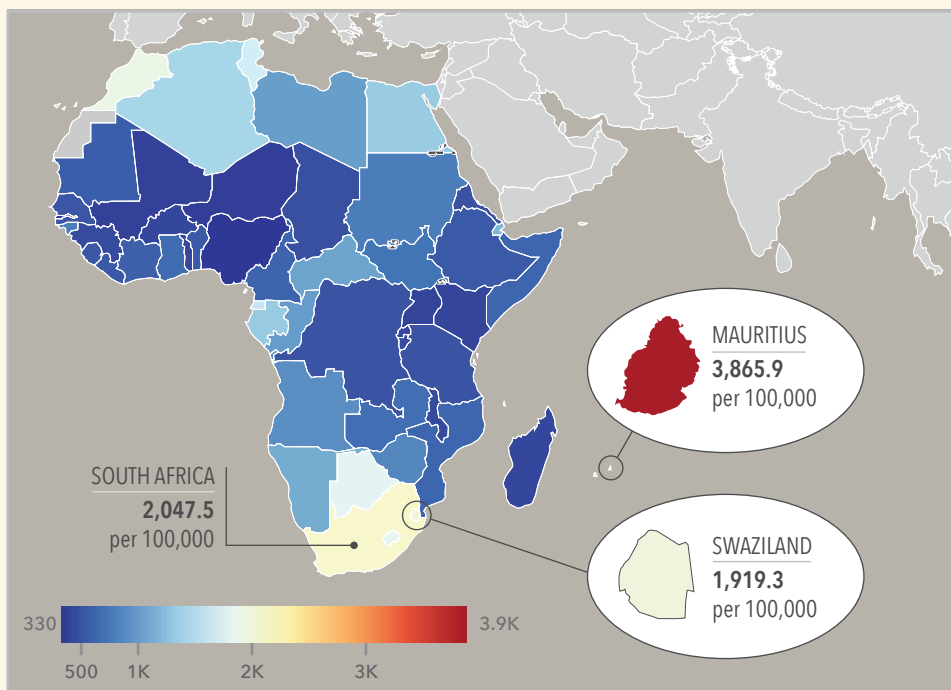 MAURITIUS
3,865.9
per 100,000
SOUTH AFRICA
2,047.5
per 100,000
SWAZILAND
1,919.3
per 100,000
330
3.9K
500
1K
2K
3K